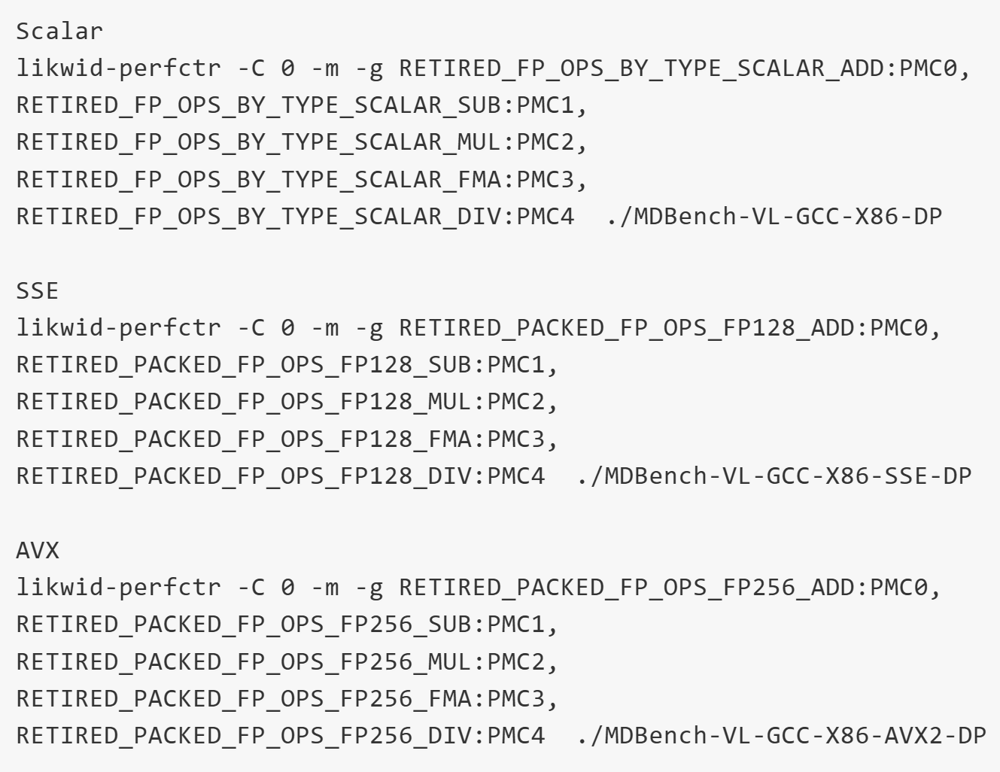 Scalar
likwid-perfctr -C 0 -m -g RETIRED_FP_OPS_BY_TYPE_SCALAR_ADD:PMC0,
RETIRED_FP_OPS_BY_TYPE_SCALAR_SUB:PMC1,
RETIRED_FP_OPS_BY_TYPE_SCALAR_MUL:PMC2,
RETIRED_FP_OPS_BY_TYPE_SCALAR_FMA:PMC3,
RETIRED_FP_OPS_BY_TYPE_SCALAR_DIV:PMC4  ./MDBench-VL-GCC-X86-DP

SSE
likwid-perfctr -C 0 -m -g RETIRED_PACKED_FP_OPS_FP128_ADD:PMC0,
RETIRED_PACKED_FP_OPS_FP128_SUB:PMC1,
RETIRED_PACKED_FP_OPS_FP128_MUL:PMC2,
RETIRED_PACKED_FP_OPS_FP128_FMA:PMC3,
RETIRED_PACKED_FP_OPS_FP128_DIV:PMC4  ./MDBench-VL-GCC-X86-SSE-DP

AVX
likwid-perfctr -C 0 -m -g RETIRED_PACKED_FP_OPS_FP256_ADD:PMC0,
RETIRED_PACKED_FP_OPS_FP256_SUB:PMC1,
RETIRED_PACKED_FP_OPS_FP256_MUL:PMC2,
RETIRED_PACKED_FP_OPS_FP256_FMA:PMC3,
RETIRED_PACKED_FP_OPS_FP256_DIV:PMC4  ./MDBench-VL-GCC-X86-AVX2-DP